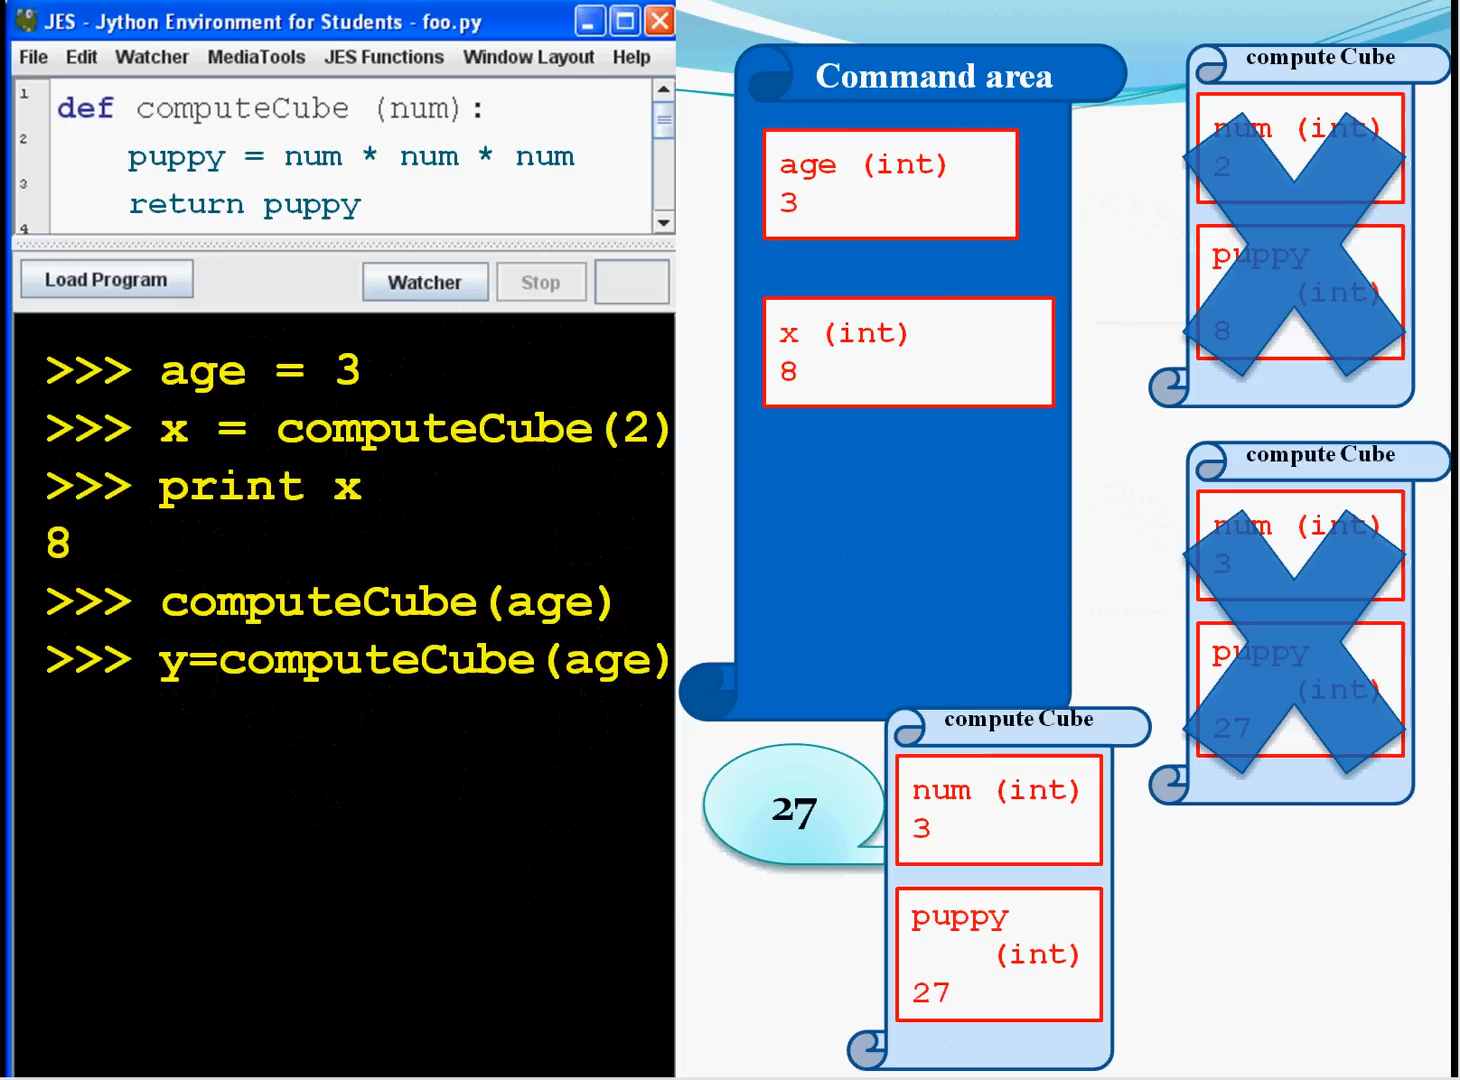 JES - Jython Environment for Students - foo.py
File Edit Watcher MediaTools JES Functions Window Layout Help
1
def computeCube (num):
2
puppy = num * num * num
3
return puppy
4
Load Program
Watcher
Stop
>>> age = 3
>>> x = computeCube(2)
>>> print x
8
>>> computeCube(age)
>>> y=computeCube(age)
Command area
age (int)
3
x (int)
8
compute Cube
num (int)
2
puppy
(int)
8
compute Cube
num (int)
3
puppy
(int)
27
27
compute Cube
num (int)
3
puppy
(int)
27